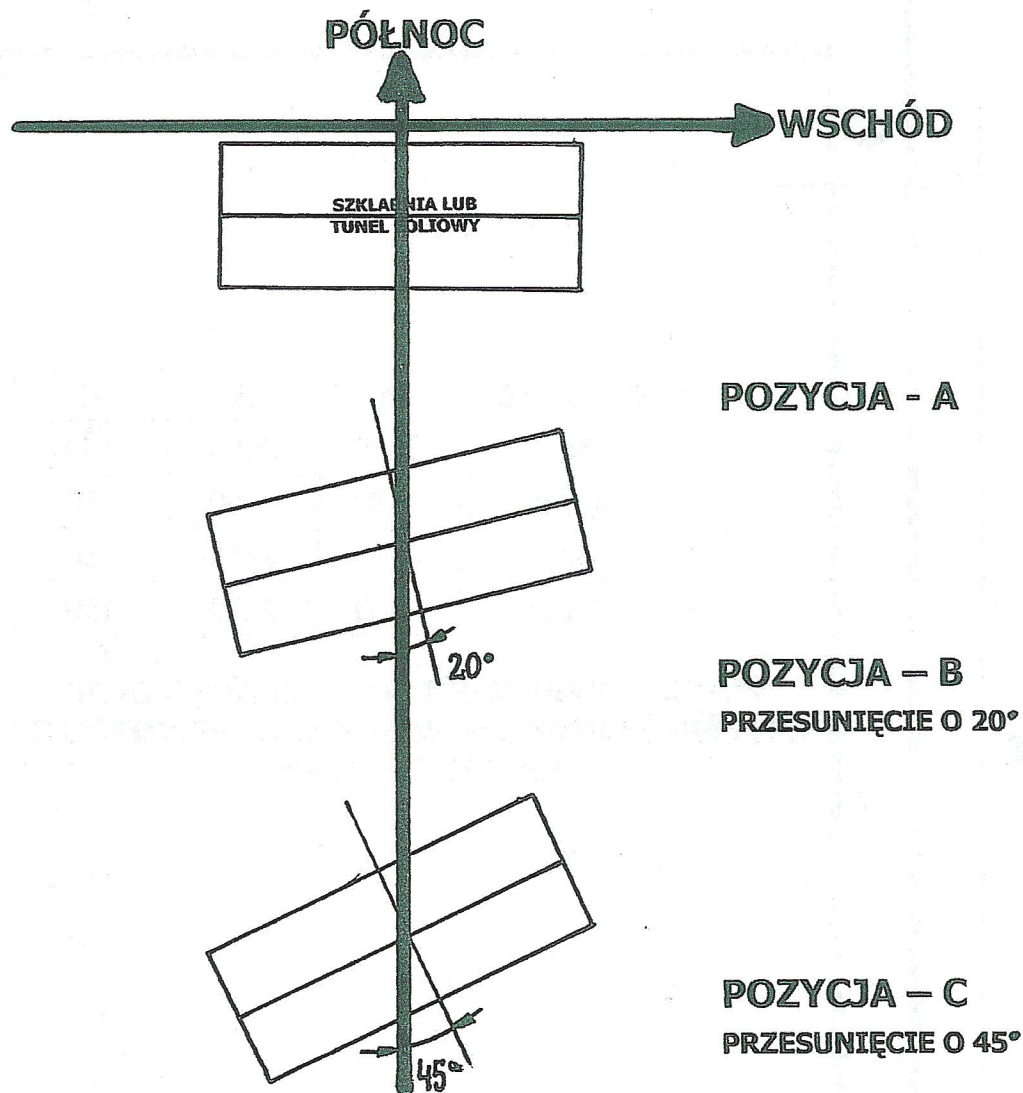 PÓŁNOC
WSCHÓD
SZKLARNIA LUB
TUNEL FOLIOWY
POZYCJA - A
20°
POZYCJA – B
PRZESUNIĘCIE O 20°
POZYCJA – C
PRZESUNIĘCIE O 45°
45°